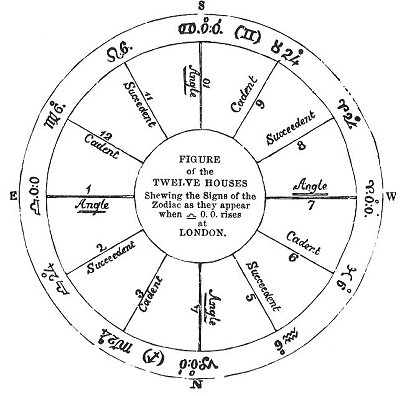 S
♋0.0.0. (♊)
♉24
♈24
♈0.0.
W
♓6
♒6
♑0.0.
N
(♐) ♏24
♎24
♎0.0
E
♍6.
♌6.
10
Angle
Cadent
9
Succeedent
8
Angle
7
Cadent
6
Succeedent
5
Angle
4
3
Cadent
2
Succeedent
1
Angle
12
Cadent
11
Succedent
FIGURE
of the
TWELVE HOUSES
Shewing the Signs of the
Zodiac as they appear
when ♎ 0.0. rises
at
LONDON.